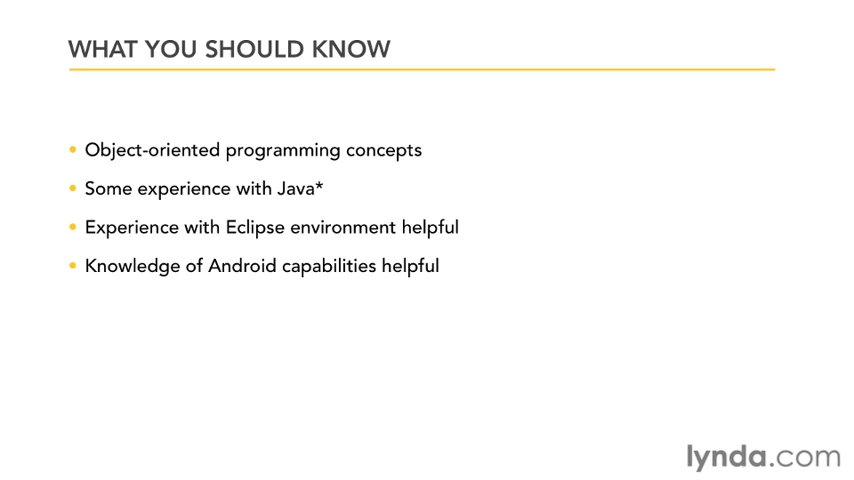 WHAT YOU SHOULD KNOW
• Object-oriented programming concepts
• Some experience with Java*
• Experience with Eclipse environment helpful
• Knowledge of Android capabilities helpful
lynda.com